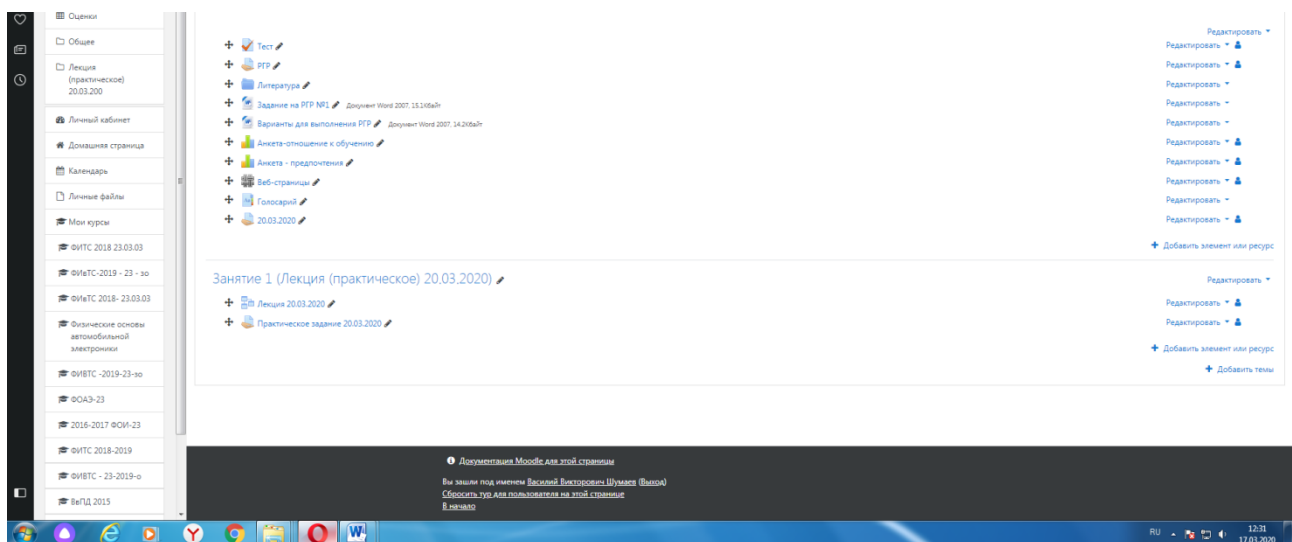 Оценки
Общее
Лекция
(практическое)
20.03.200
Личный кабинет
Домашняя страница
Календарь
Личные файлы
Мои курсы
ФИТС 2018 23.03.03
ФИвТС-2019 - 23 - зо
ФИвТС 2018- 23.03.03
Физические основы
автомобильной
электроники
ФИВТС -2019-23-зо
ФОАЭ-23
2016-2017 ФОИ-23
ФИТС 2018-2019
ФИВТС - 23-2019-о
ВвПД 2015
Редактировать
Тест Редактировать
РГР Редактировать
Литература Редактировать
Задание на РГР №1 Документ Word 2007, 15.1Кбайт Редактировать
Варианты для выполнения РГР Документ Word 2007, 14.2Кбайт Редактировать
Анкета-отношение к обучению Редактировать
Анкета - предпочтения Редактировать
Веб-страницы Редактировать
Голосарий Редактировать
20.03.2020 Редактировать
Добавить элемент или ресурс
Занятие 1 (Лекция (практическое) 20.03.2020) Редактировать
Лекция 20.03.2020 Редактировать
Практическое задание 20.03.2020 Редактировать
Добавить элемент или ресурс
Добавить темы
Документация Moodle для этой страницы
Вы зашли под именем Василий Викторович Шумаев (Выход)
Сбросить тур для пользователя на этой странице
В начало
RU
12:31
17.03.2020